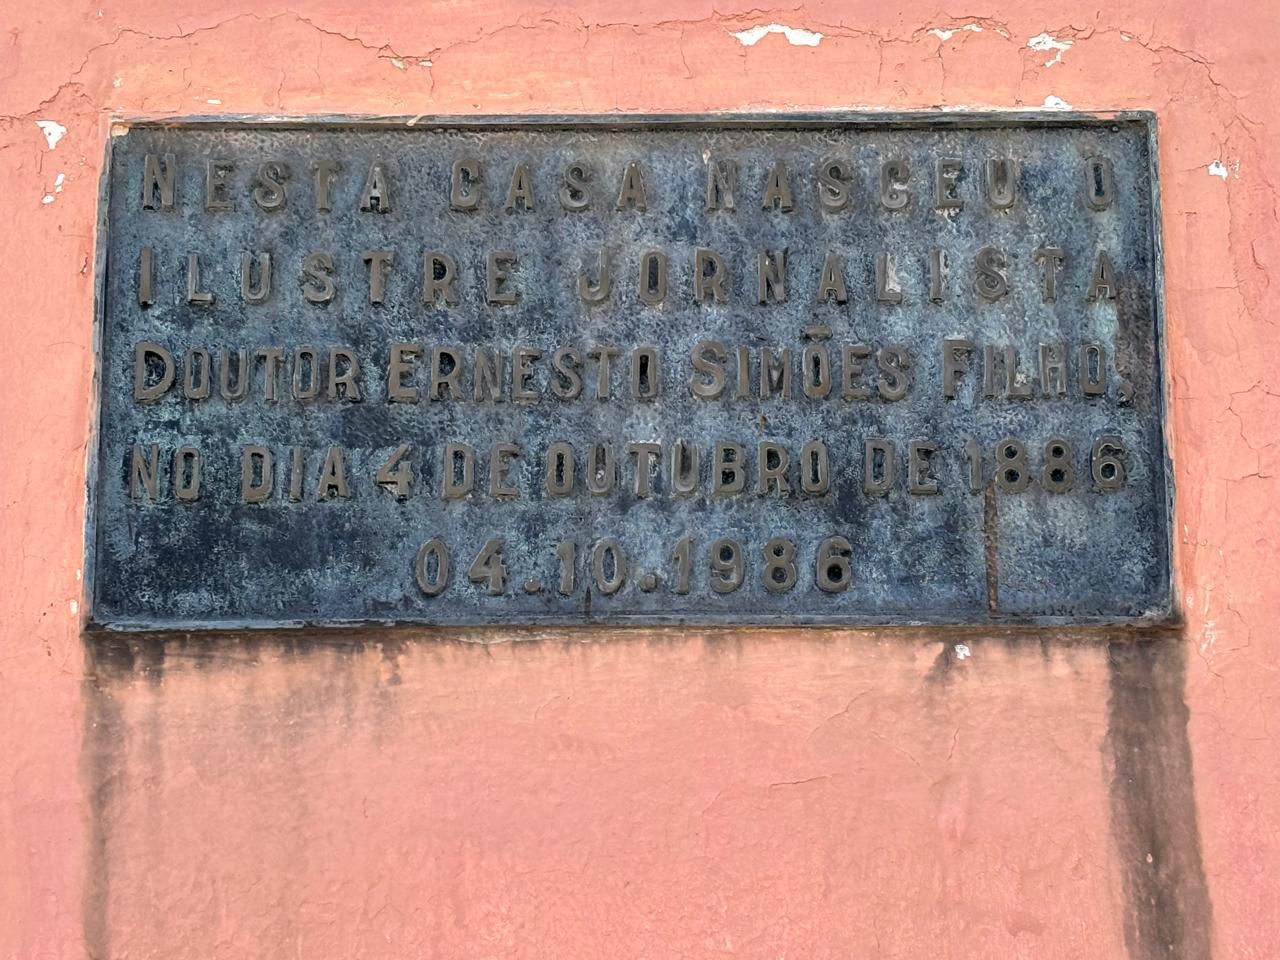 NESTA CASA NASCEU O
ILUSTRE JORNALISTA
DOUTOR ERNESTO SIMÕES FILHO,
NO DIA 4 DE OUTUBRO DE 1886
04.10.1986